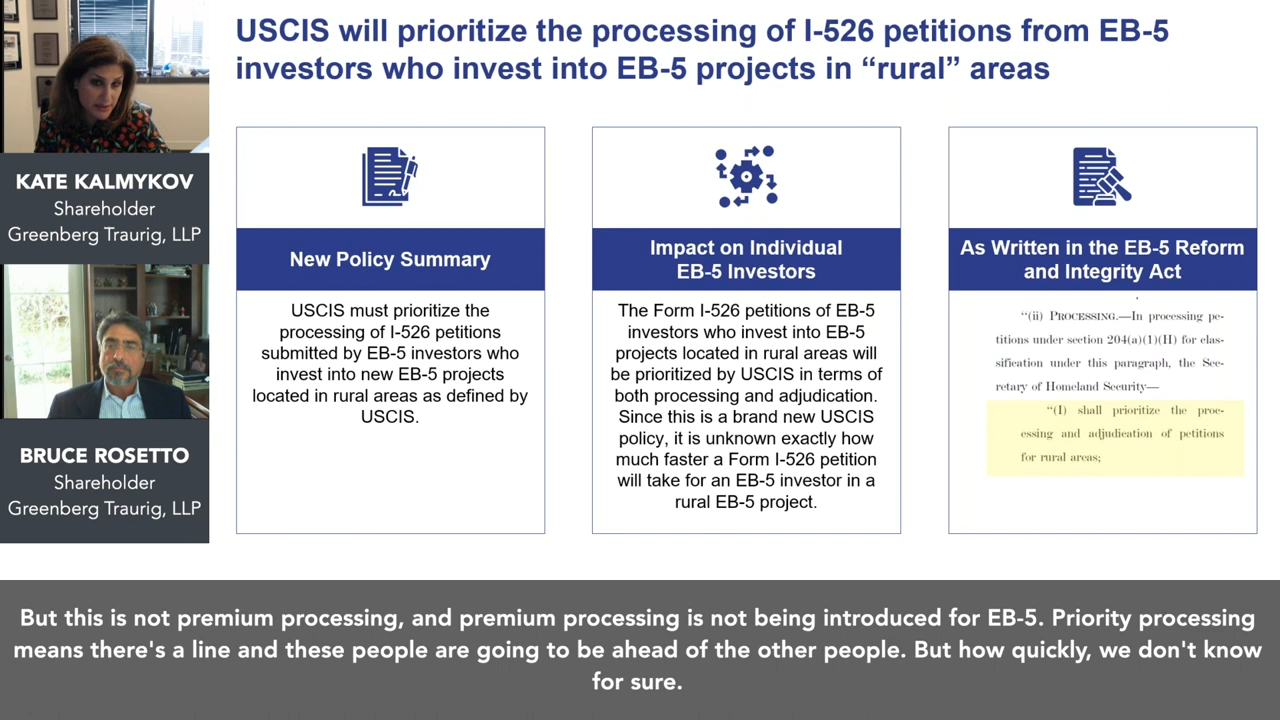 USCIS will prioritize the processing of I-526 petitions from EB-5
investors who invest into EB-5 projects in “rural” areas
KATE KALMYKOV
Shareholder
Greenberg Traurig, LLP
BRUCE ROSETTO
Shareholder
Greenberg Traurig, LLP
New Policy Summary
USCIS must prioritize the
processing of I-526 petitions
submitted by EB-5 investors who
invest into new EB-5 projects
located in rural areas as defined by
USCIS.
Impact on Individual
EB-5 Investors
The Form I-526 petitions of EB-5
investors who invest into EB-5
projects located in rural areas will
be prioritized by USCIS in terms of
both processing and adjudication.
Since this is a brand new USCIS
policy, it is unknown exactly how
much faster a Form I-526 petition
will take for an EB-5 investor in a
rural EB-5 project.
As Written in the EB-5 Reform
and Integrity Act
‘‘(ii) PROCESSING.—In processing pe-
titions under section 204(a)(1)(H) for clas-
sification under this paragraph, the Sec-
retary of Homeland Security—
‘‘(I) shall prioritize the proc-
essing and adjudication of petitions
for rural areas;
But this is not premium processing, and premium processing is not being introduced for EB-5. Priority processing
means there's a line and these people are going to be ahead of the other people. But how quickly, we don't know
for sure.